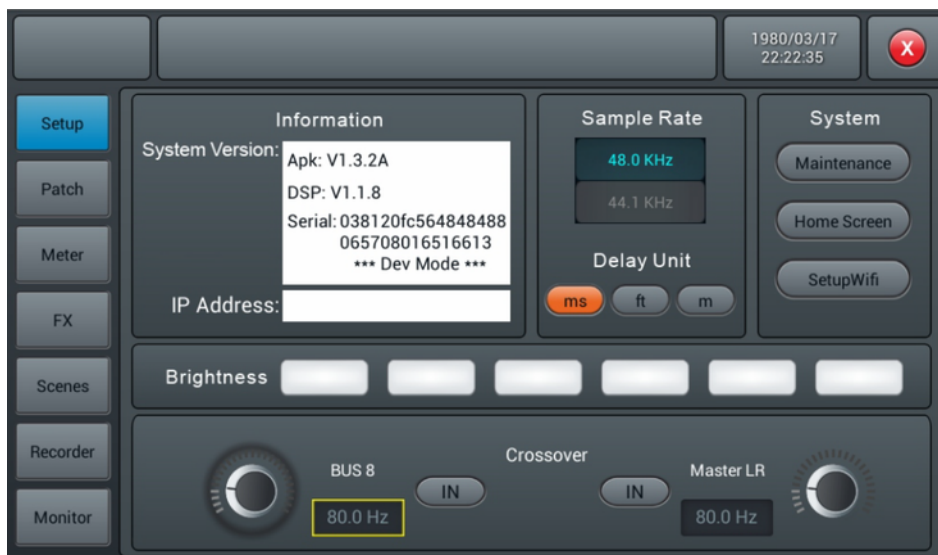 1980/03/17
22:22:35
X
Setup
Patch
Meter
FX
Scenes
Recorder
Monitor
Information
System Version:
Apk: V1.3.2A
DSP: V1.1.8
Serial: 038120fc564848488
065708016516613
*** Dev Mode ***
IP Address:
Sample Rate
48.0 KHz
44.1 KHz
Delay Unit
ms ft m
System
Maintenance
Home Screen
SetupWifi
Brightness
Crossover
BUS 8
IN
80.0 Hz
IN
Master LR
80.0 Hz